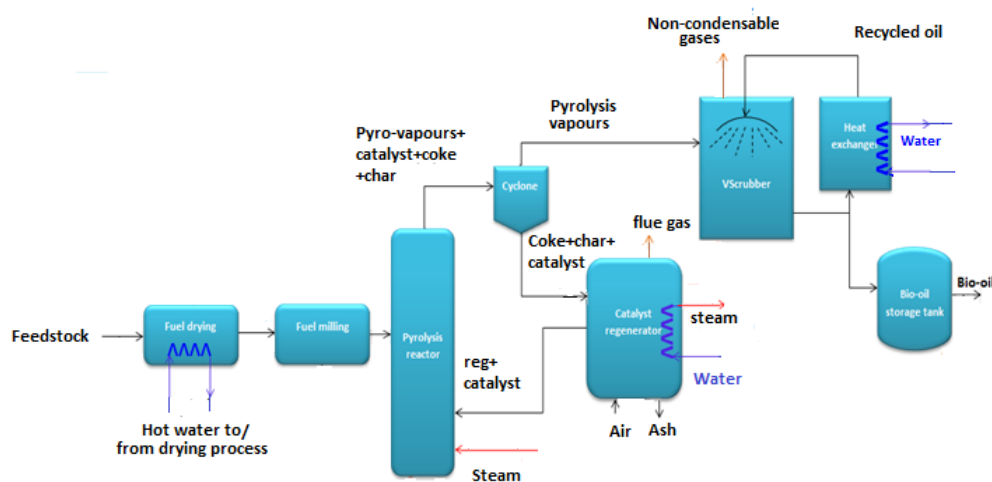 Non-condensable
gases
Recycled oil
Pyrolysis
vapours
Pyro-vapours+
catalyst+coke
+char
Heat
exchanger
Water
Cyclone
VScrubber
flue gas
Coke+char+
catalyst
Bio-oil
Bio-oil
storage tank
Fuel drying
Fuel milling
Catalyst
regenerator
steam
Feedstock
Pyrolysis
reactor
reg+
catalyst
Water
Air
Ash
Hot water to/
from drying process
Steam